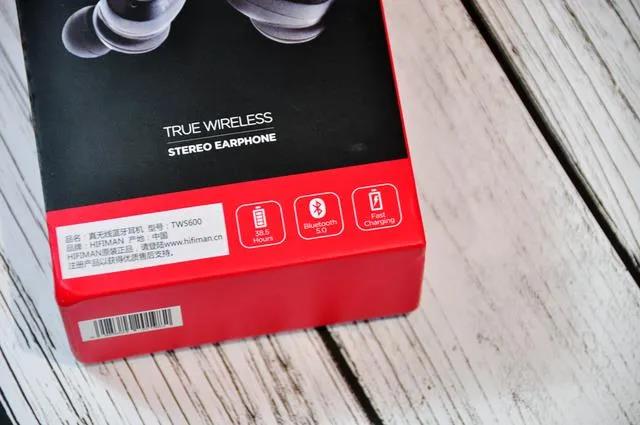 TRUE WIRELESS
STEREO EARPHONE
品名：真无线蓝牙耳机 型号：TWS600
品牌：HIFIMAN 产地：中国
HIFIMAN原装正品，请登陆www.hifiman.cn
注册产品以获得优质售后支持。
38.5
Hours
Bluetooth
5.0
Fast
Charging